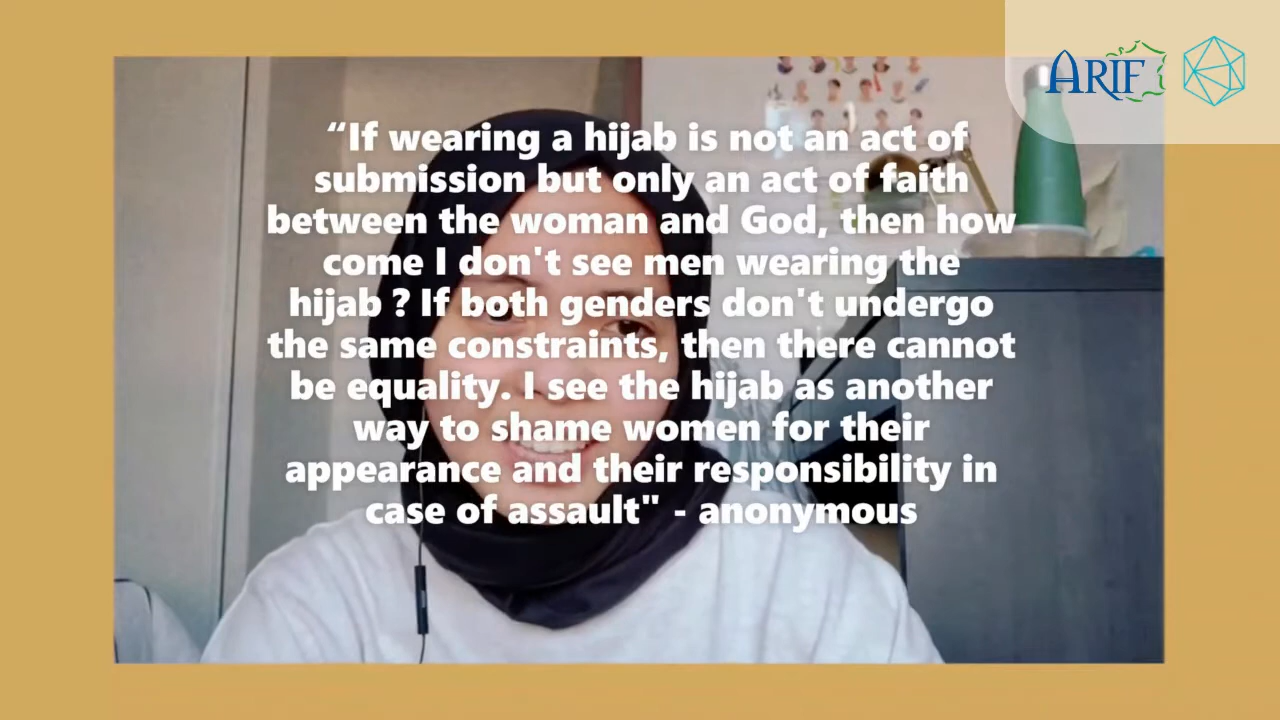 ARIF
“If wearing a hijab is not an act of
submission but only an act of faith
between the woman and God, then how
come I don't see men wearing the
hijab ? If both genders don't undergo
the same constraints, then there cannot
be equality. I see the hijab as another
way to shame women for their
appearance and their responsibility in
case of assault" - anonymous